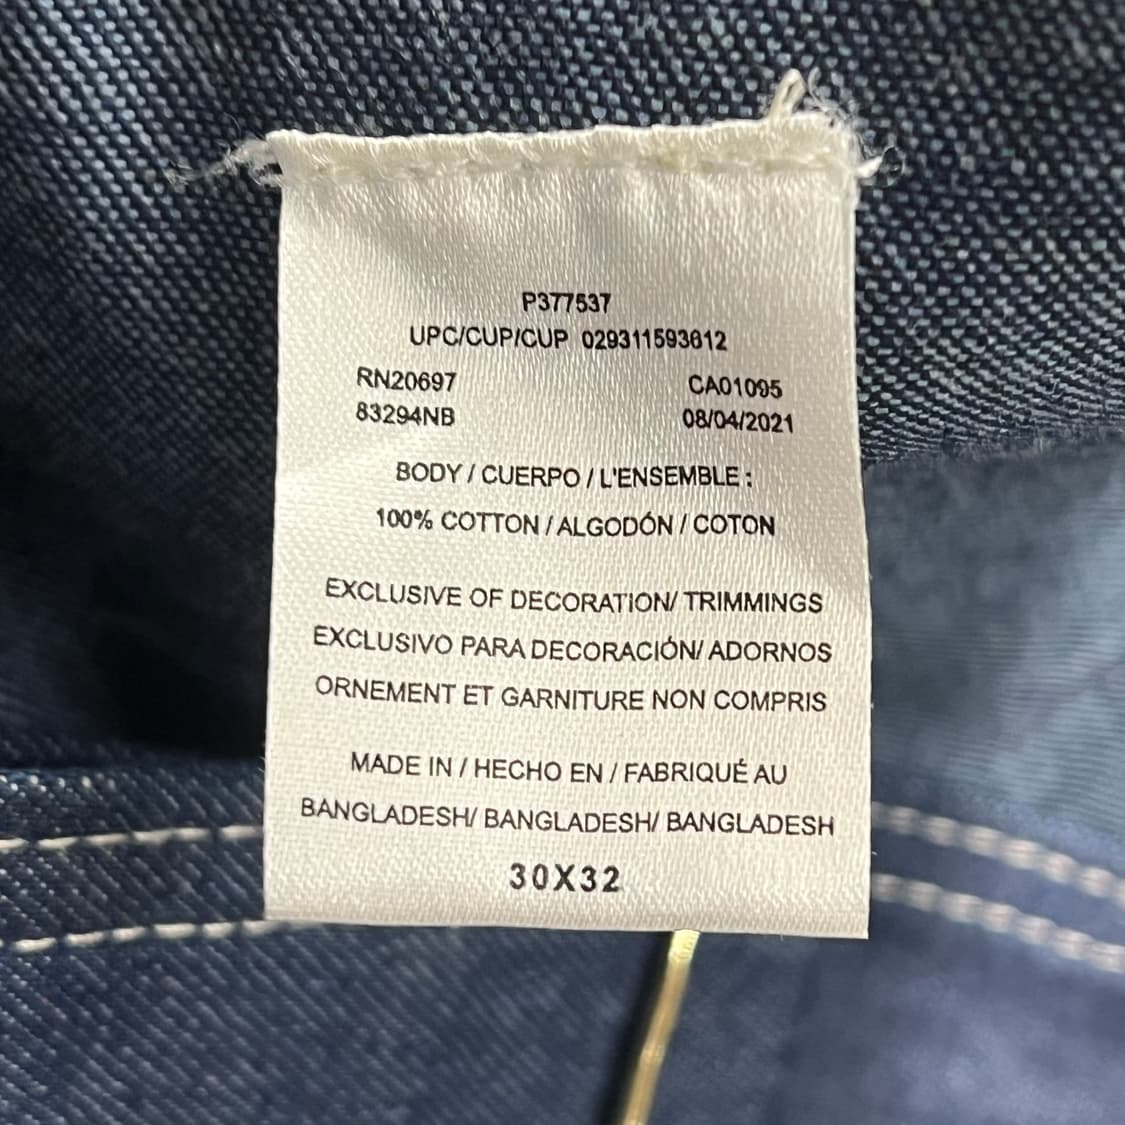 P377537
UPC/CUP/CUP 029311593612
RN20697 CA01095
83294NB 08/04/2021
BODY / CUERPO / L'ENSEMBLE :
100% COTTON / ALGODÓN / COTON
EXCLUSIVE OF DECORATION/ TRIMMINGS
EXCLUSIVO PARA DECORACIÓN/ ADORNOS
ORNEMENT ET GARNITURE NON COMPRIS
MADE IN / HECHO EN / FABRIQUÉ AU
BANGLADESH/ BANGLADESH/ BANGLADESH
30X32